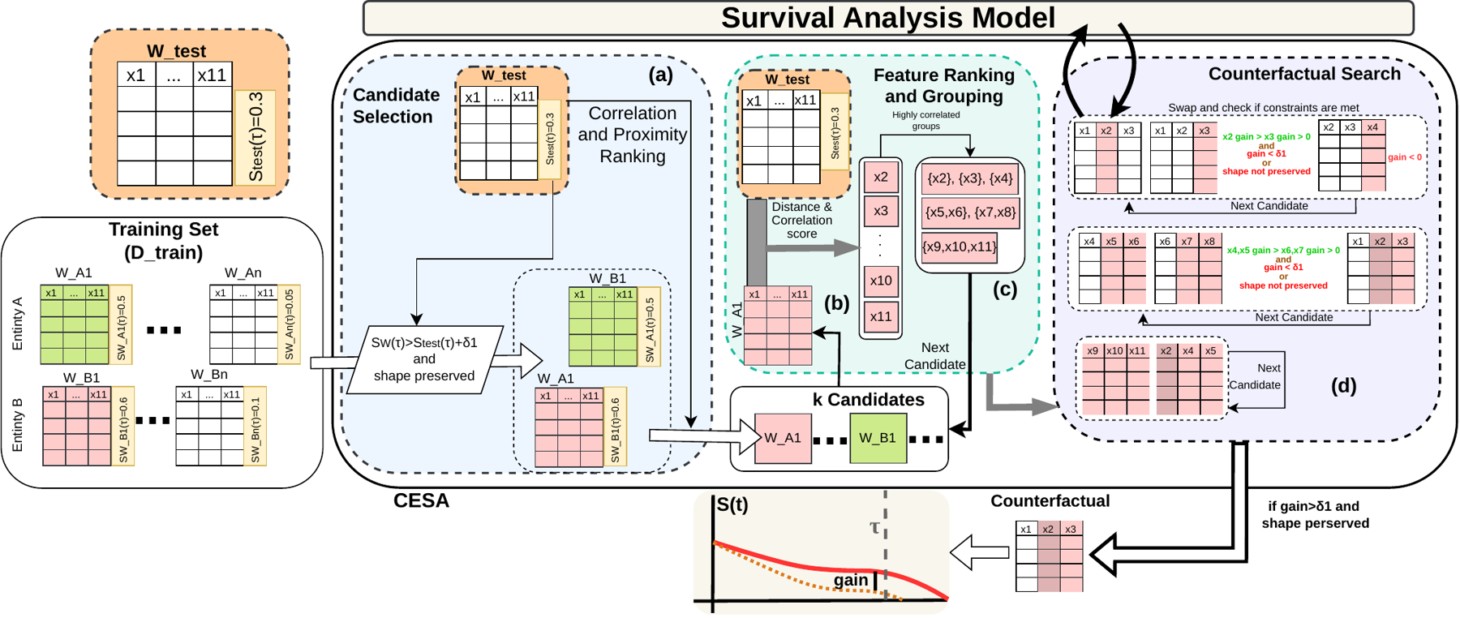 Survival Analysis Model
W_test
x1 ... x11
Stest(τ)=0.3
Training Set
(D_train)
Entinty A
W_A1
x1 ... x11
SW_A1(τ)=0.5
W_An
x1 ... x11
SW_An(τ)=0.05
Entinty B
W_B1
x1 ... x11
SW_B1(τ)=0.6
W_Bn
x1 ... x11
SW_Bn(τ)=0.1
CESA
(a)
Candidate
Selection
W_test
x1 ... x11
Stest(τ)=0.3
Correlation
and Proximity
Ranking
Sw(τ)>Stest(τ)+δ1
and
shape preserved
W_B1
x1 ... x11
SW_A1(τ)=0.5
W_A1
x1 ... x11
SW_B1(τ)=0.6
W_test
x1 ... x11
Stest(τ)=0.3
Feature Ranking
and Grouping
Highly correlated
groups
Distance &
Correlation
score
x2
x3
x10
x11
{x2}, {x3}, {x4}
{x5,x6}, {x7,x8}
{x9,x10,x11}
W_A1
x1 ... x11
(b)
(c)
Next
Candidate
k Candidates
W_A1
W_B1
Counterfactual Search
Swap and check if constraints are met
x1 x2 x3
x1 x2 x3
x2 gain > x3 gain > 0
and
gain < δ1
or
shape not preserved
x2 x3 x4
gain < 0
Next Candidate
x4 x5 x6
x6 x7 x8
x4,x5 gain > x6,x7 gain > 0
and
gain < δ1
or
shape not preserved
x1 x2 x3
Next Candidate
x9 x10 x11
x2 x4 x5
Next
Candidate
(d)
if gain>δ1 and
shape perserved
Counterfactual
x1 x2 x3
S(t)
τ
gain